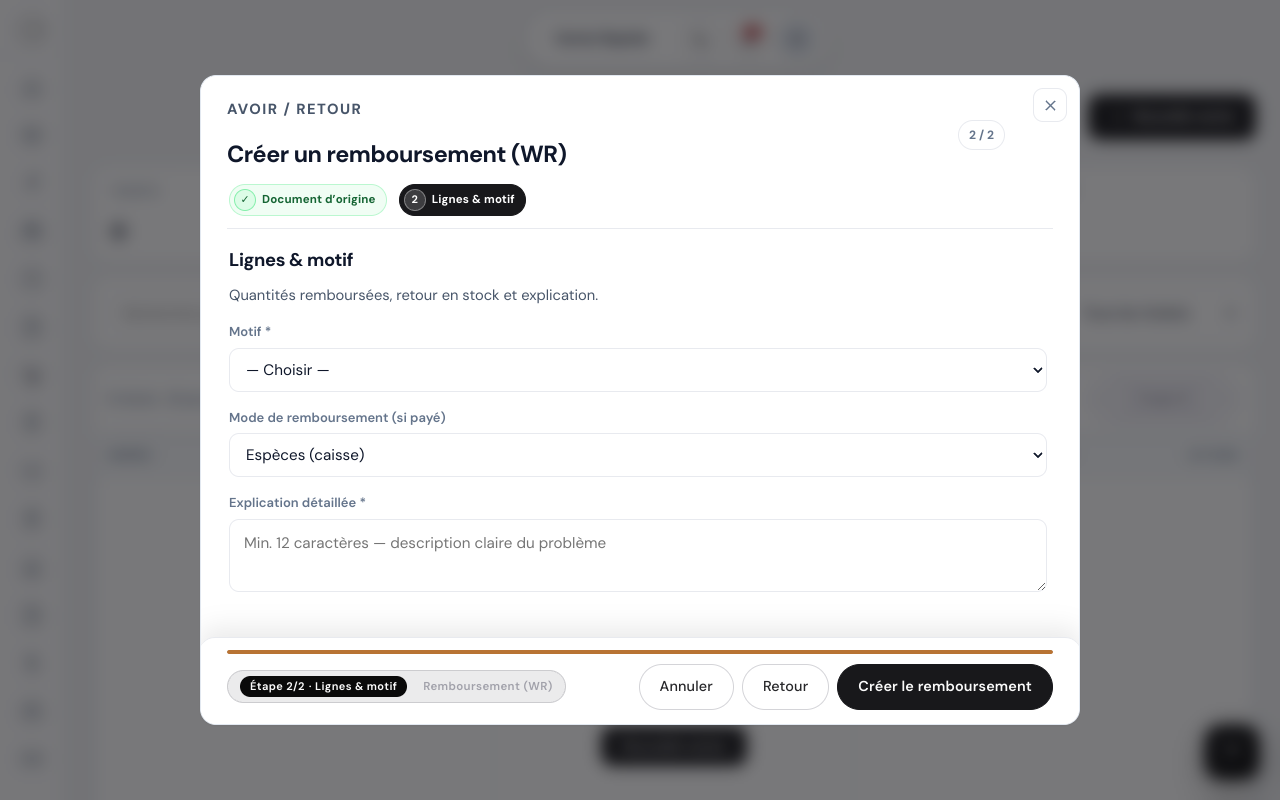 AVOIR / RETOUR
2 / 2
Créer un remboursement (WR)
✓ Document d’origine
2 Lignes & motif
Lignes & motif
Quantités remboursées, retour en stock et explication.
Motif *
— Choisir —
Mode de remboursement (si payé)
Espèces (caisse)
Explication détaillée *
Min. 12 caractères — description claire du problème
Étape 2/2 · Lignes & motif
Remboursement (WR)
Annuler
Retour
Créer le remboursement